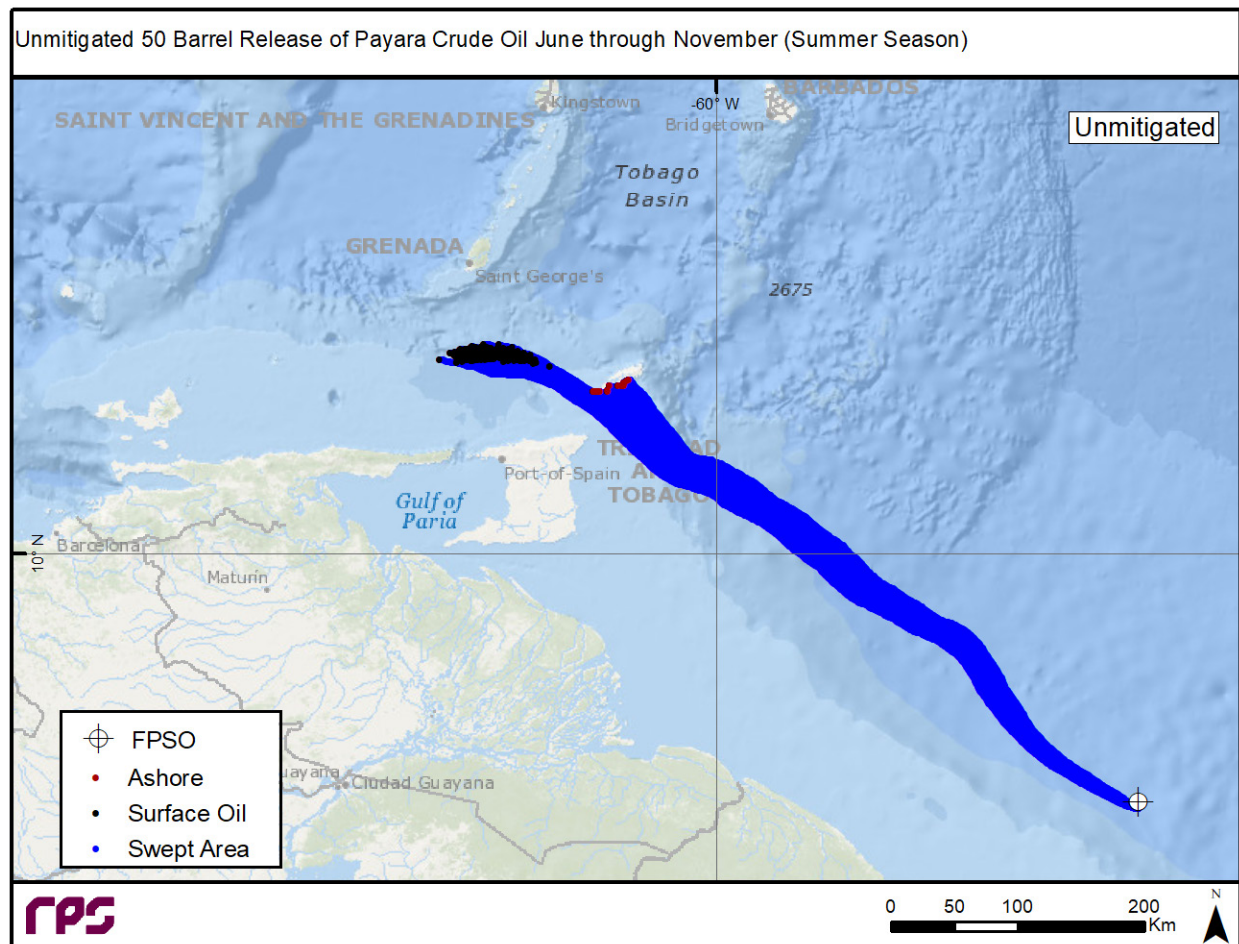 Unmitigated 50 Barrel Release of Payara Crude Oil June through November (Summer Season)
BARBADOS
Kingstown
-60° W
SAINT VINCENT AND THE GRENADINES
Bridgetown
Unmitigated
Tobago
Basin
GRENADA
Saint George's
2675
Port-of-Spain
TOBAGO
Gulf of
Paria
10° N
Barcelona
Maturín
FPSO
Ashore
Surface Oil
Swept Area
uayana
Ciudad Guayana
rps
0 50 100 200
Km
N